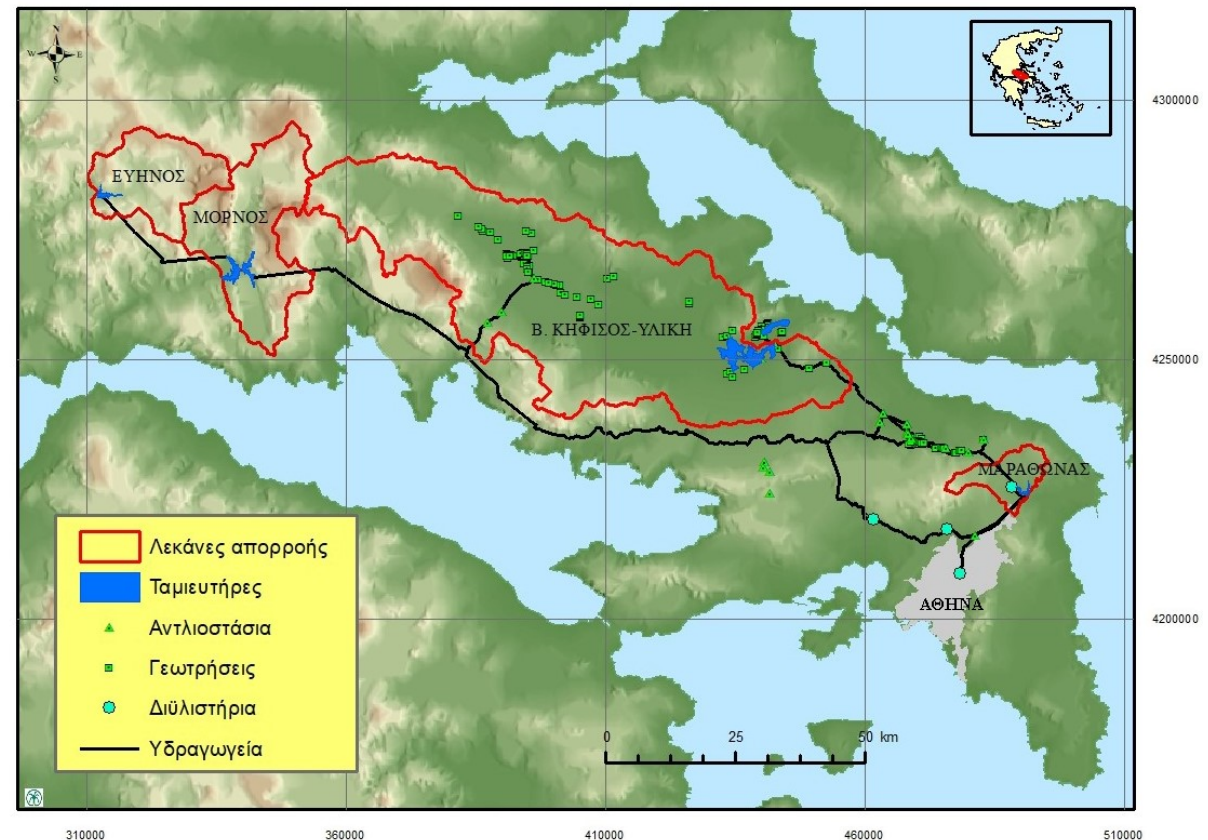 N
W E
S
4300000
ΕΥΗΝΟΣ
ΜΟΡΝΟΣ
Β. ΚΗΦΙΣΟΣ-ΥΛΙΚΗ
4250000
ΜΑΡΑΘΩΝΑΣ
ΑΘΗΝΑ
4200000
Λεκάνες απορροής
Ταμιευτήρες
Αντλιοστάσια
Γεωτρήσεις
Διϋλιστήρια
Υδραγωγεία
0 25 50 km
310000 360000 410000 460000 510000